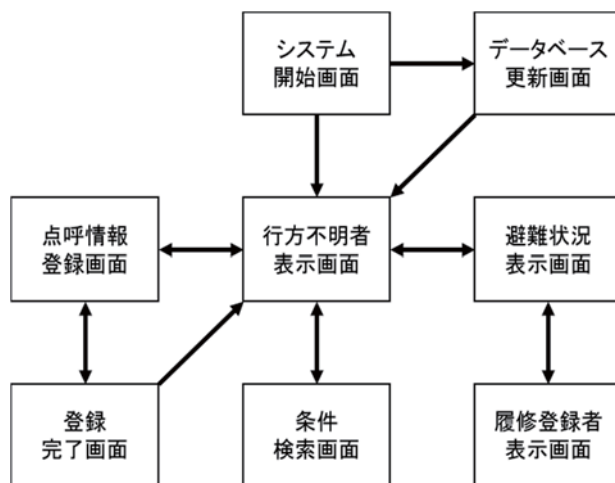 システム
開始画面
データベース
更新画面
点呼情報
登録画面
行方不明者
表示画面
避難状況
表示画面
登録
完了画面
条件
検索画面
履修登録者
表示画面